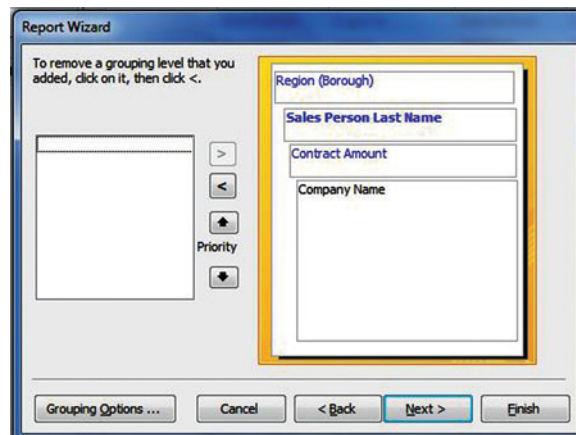 Report Wizard
To remove a grouping level that you
added, click on it, then click <.
Region (Borough)
Sales Person Last Name
Contract Amount
Company Name
>
<
Priority
Grouping Options ...
Cancel
< Back
Next >
Finish